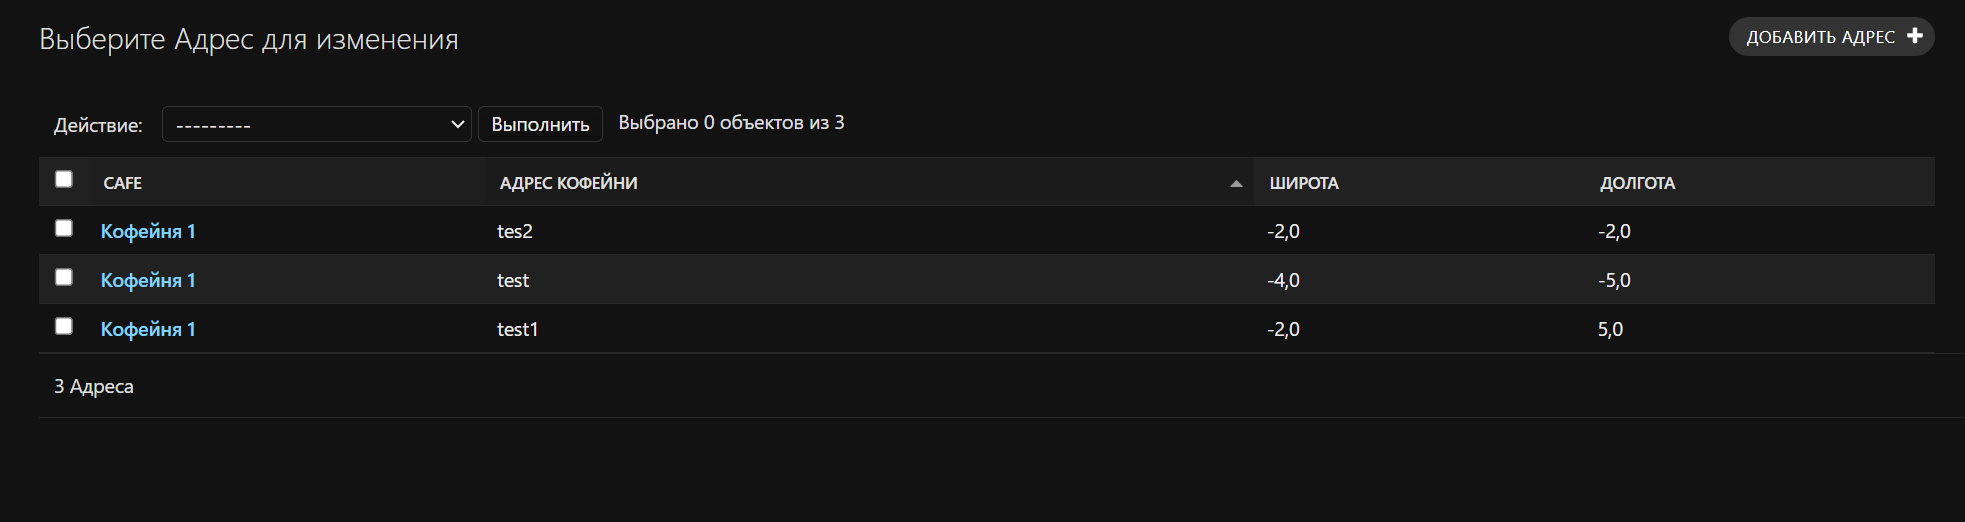 Выберите Адрес для изменения
ДОБАВИТЬ АДРЕС
Действие: --------- Выполнить Выбрано 0 объектов из 3
CAFE АДРЕС КОФЕЙНИ ШИРОТА ДОЛГОТА
Кофейня 1 tes2 -2,0 -2,0
Кофейня 1 test -4,0 -5,0
Кофейня 1 test1 -2,0 5,0
3 Адреса